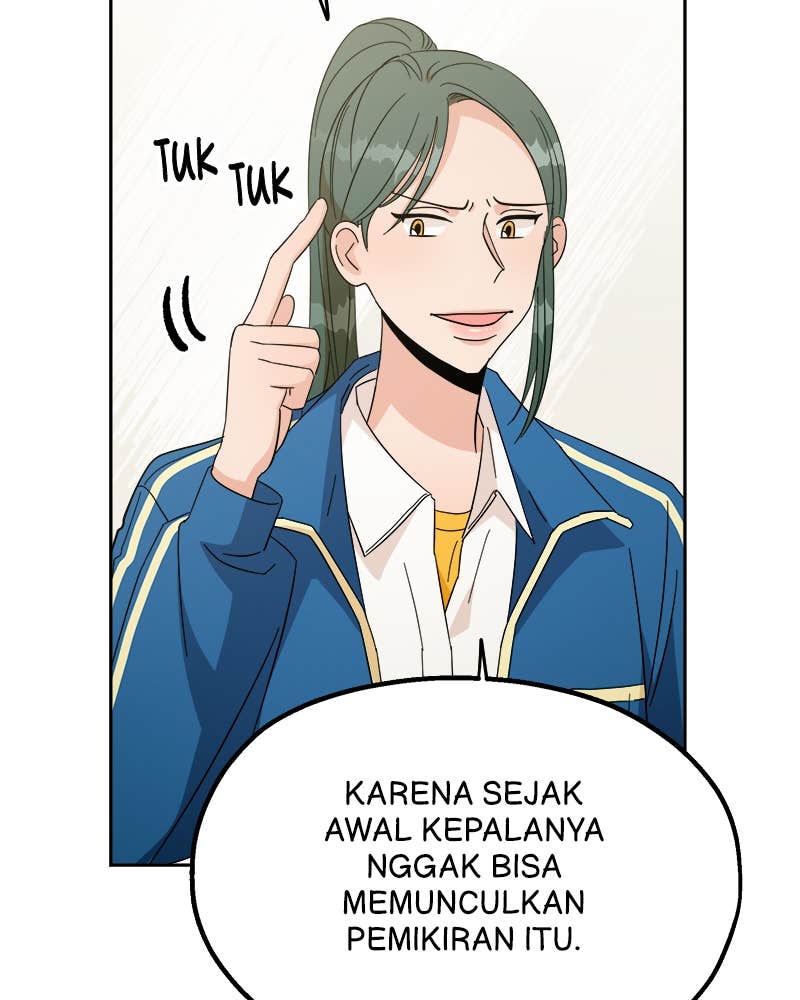 TUK
TUK
KARENA SEJAK
AWAL KEPALANYA
NGGAK BISA
MEMUNCULKAN
PEMIKIRAN ITU.